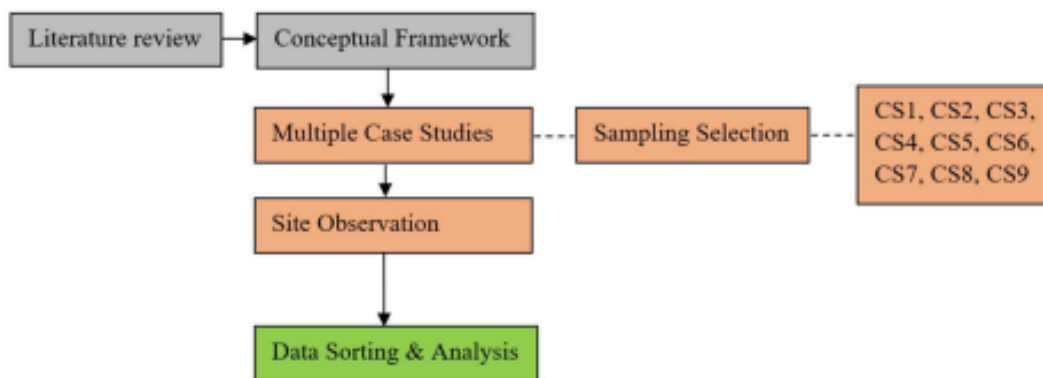 Literature review
Conceptual Framework
Multiple Case Studies
Sampling Selection
CS1, CS2, CS3,
CS4, CS5, CS6,
CS7, CS8, CS9
Site Observation
Data Sorting & Analysis